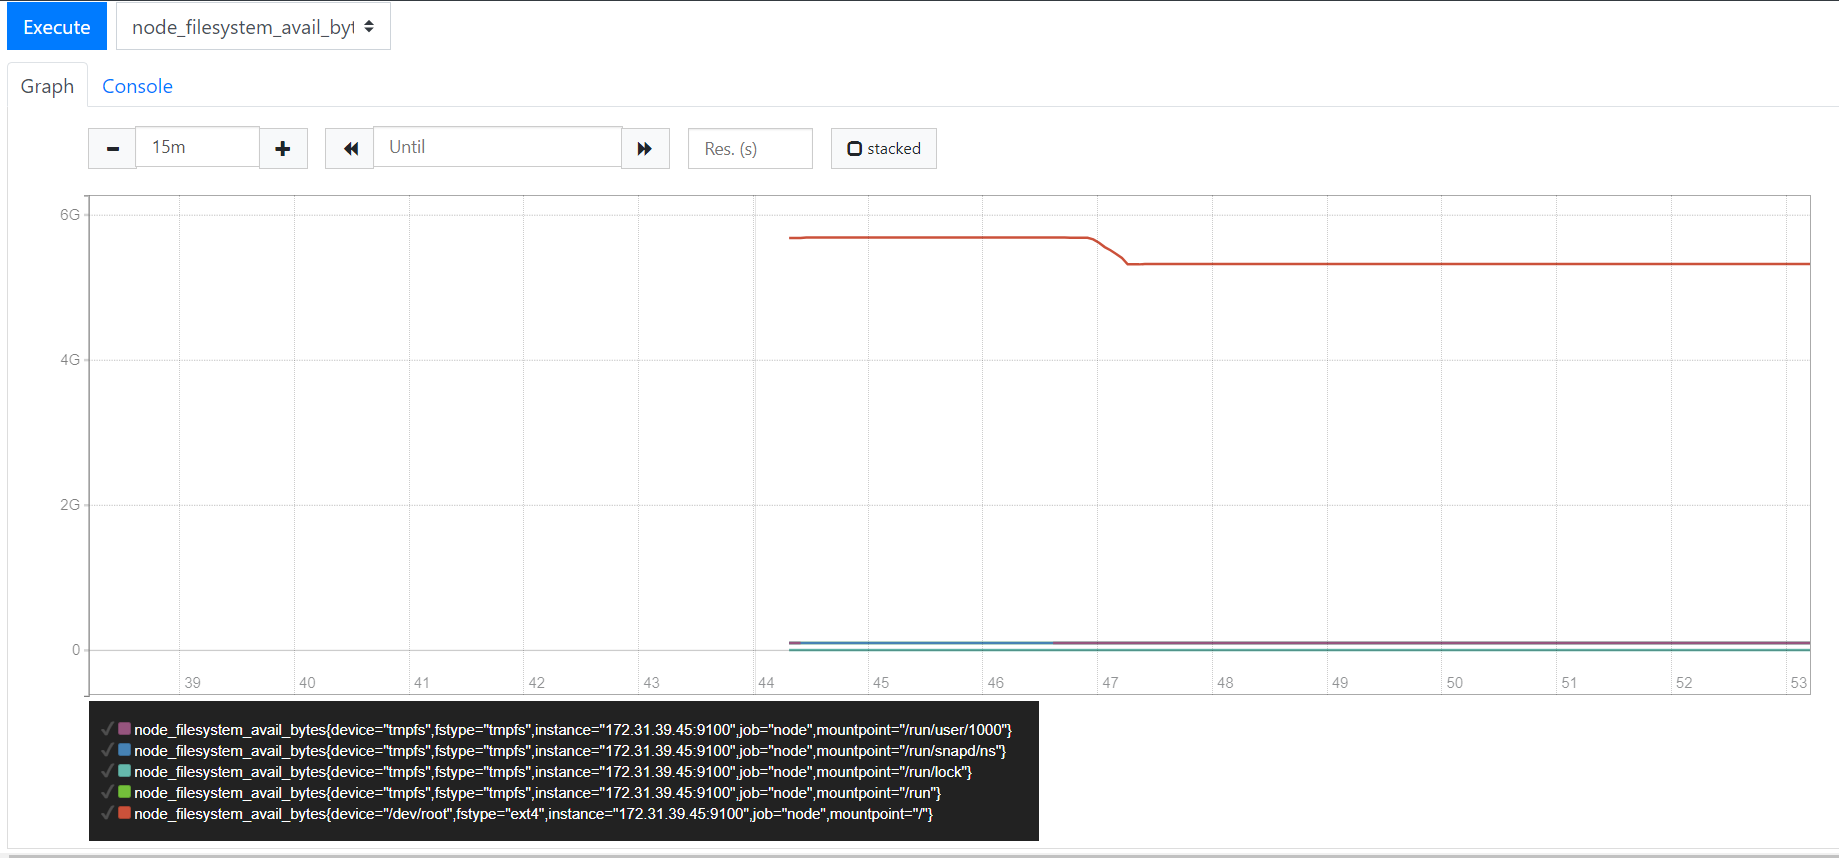 Execute
node_filesystem_avail_byt
Graph
Console
15m
Until
Res. (s)
stacked
6G
4G
2G
0
39 40 41 42 43 44 45 46 47 48 49 50 51 52 53
node_filesystem_avail_bytes{device="tmpfs",fstype="tmpfs",instance="172.31.39.45:9100",job="node",mountpoint="/run/user/1000"}
node_filesystem_avail_bytes{device="tmpfs",fstype="tmpfs",instance="172.31.39.45:9100",job="node",mountpoint="/run/snapd/ns"}
node_filesystem_avail_bytes{device="tmpfs",fstype="tmpfs",instance="172.31.39.45:9100",job="node",mountpoint="/run/lock"}
node_filesystem_avail_bytes{device="tmpfs",fstype="tmpfs",instance="172.31.39.45:9100",job="node",mountpoint="/run"}
node_filesystem_avail_bytes{device="/dev/root",fstype="ext4",instance="172.31.39.45:9100",job="node",mountpoint="/"}